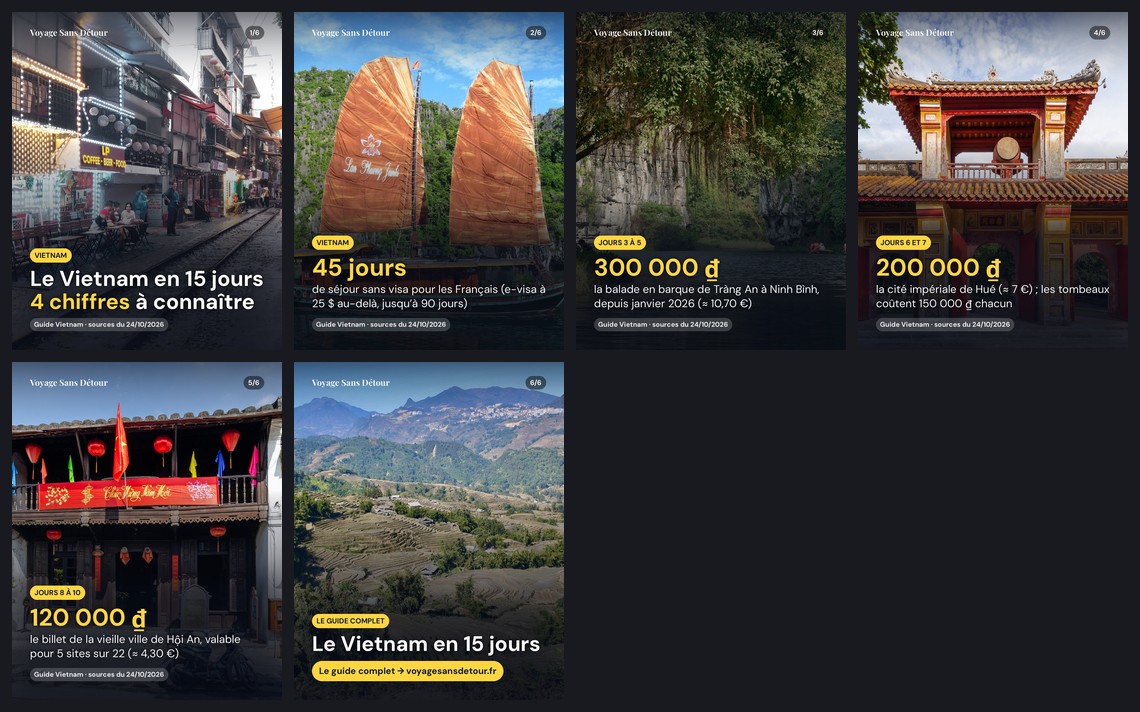 Voyage Sans Détour
1/6
LP
COFFEE - BEER - FOOD
VIETNAM
Le Vietnam en 15 jours
4 chiffres à connaître
Guide Vietnam · sources du 24/10/2026
Voyage Sans Détour
2/6
VIETNAM
45 jours
de séjour sans visa pour les Français (e-visa à
25 $ au-delà, jusqu'à 90 jours)
Guide Vietnam · sources du 24/10/2026
Voyage Sans Détour
3/6
JOURS 3 À 5
300 000 ₫
la balade en barque de Tràng An à Ninh Bình,
depuis janvier 2026 (≈ 10,70 €)
Guide Vietnam · sources du 24/10/2026
Voyage Sans Détour
4/6
JOURS 6 ET 7
200 000 ₫
la cité impériale de Huế (≈ 7 €) ; les tombeaux
coûtent 150 000 ₫ chacun
Guide Vietnam · sources du 24/10/2026
Voyage Sans Détour
5/6
Chúc Mừng Năm Mới
JOURS 8 À 10
120 000 ₫
le billet de la vieille ville de Hội An, valable
pour 5 sites sur 22 (≈ 4,30 €)
Guide Vietnam · sources du 24/10/2026
Voyage Sans Détour
6/6
LE GUIDE COMPLET
Le Vietnam en 15 jours
Le guide complet → voyagesansdetour.fr